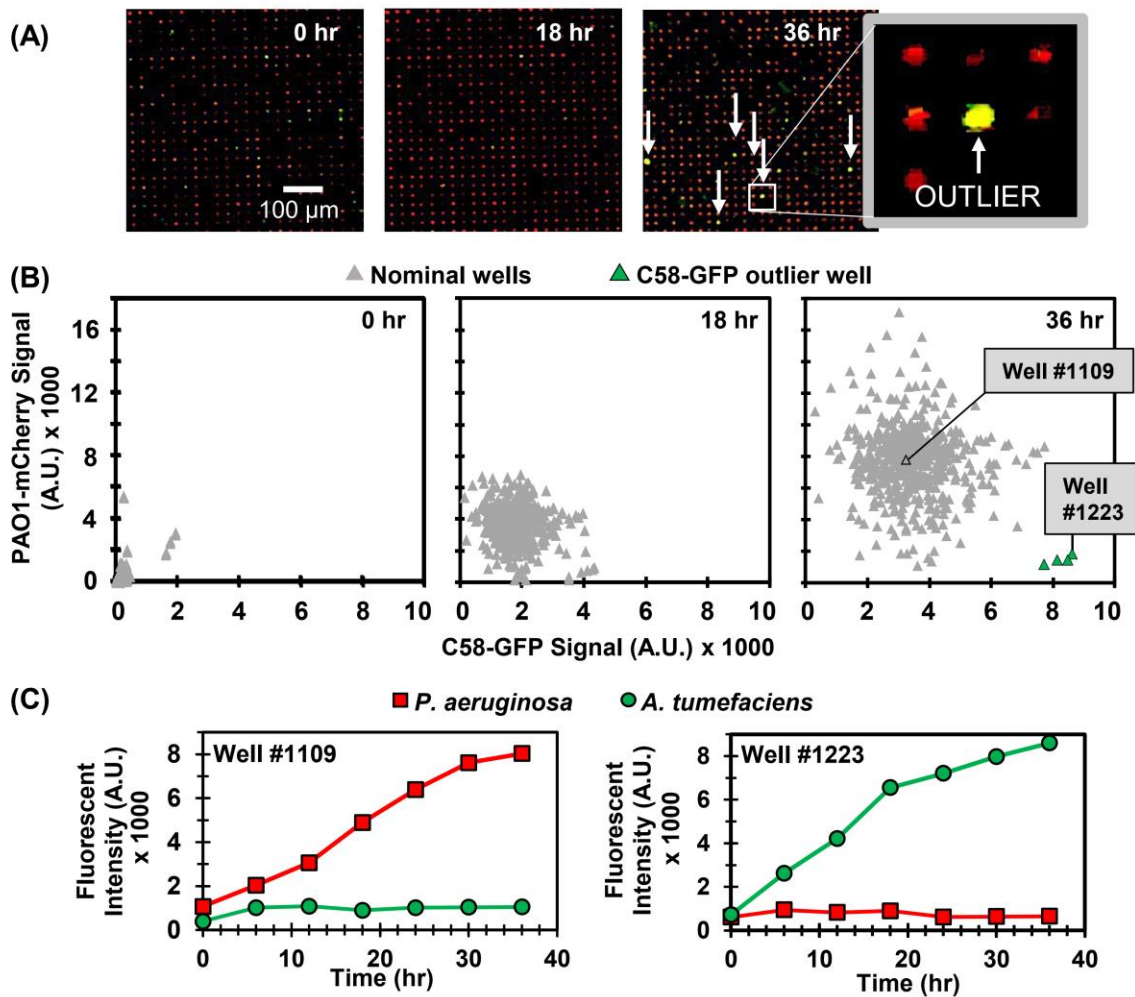 (A)
0 hr
18 hr
36 hr
100 µm
OUTLIER
(B)
Nominal wells
C58-GFP outlier well
PAO1-mCherry Signal
(A.U.) x 1000
16
12
8
4
0
0 hr
0 2 4 6 8 10
18 hr
0 2 4 6 8 10
36 hr
Well #1109
Well
#1223
0 2 4 6 8 10
C58-GFP Signal (A.U.) x 1000
(C)
P. aeruginosa
A. tumefaciens
Fluorescent
Intensity (A.U.)
x 1000
8
6
4
2
0
Well #1109
0 10 20 30 40
Time (hr)
Fluorescent
Intensity (A.U.)
x 1000
8
6
4
2
0
Well #1223
0 10 20 30 40
Time (hr)